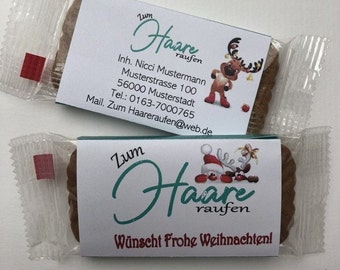 Zum
Haare
raufen
Inh. Nicci Mustermann
Musterstrasse 100
56000 Musterstadt
Tel.: 0163-7000765
Mail. Zum Haareraufen@web.de
Zum
Haare
raufen
Wünscht Frohe Weihnachten!